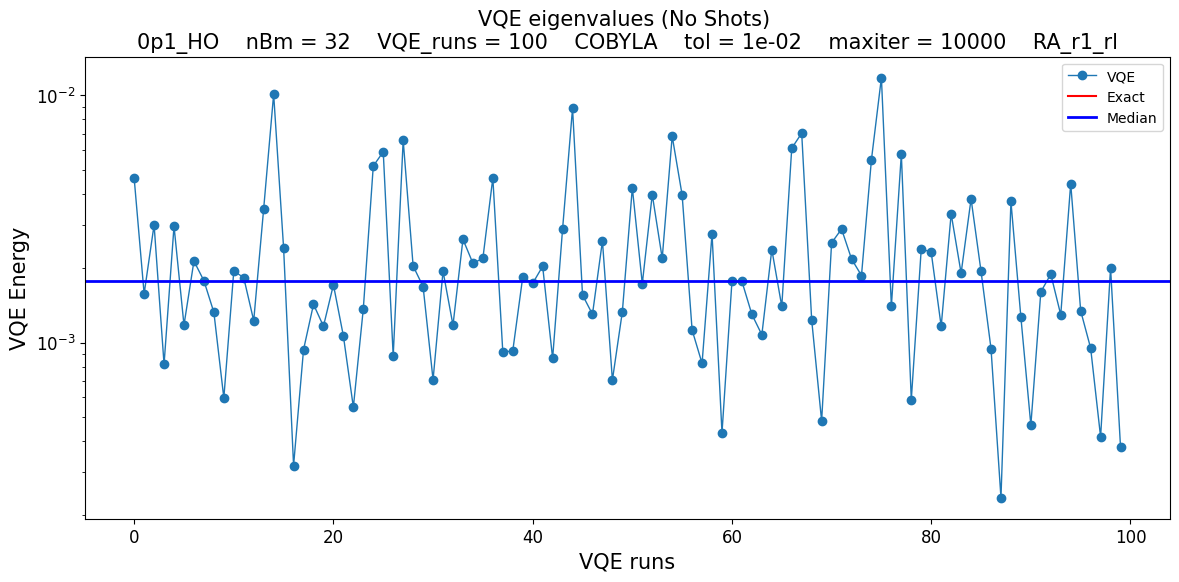 VQE eigenvalues (No Shots)
0p1_HO    nBm = 32    VQE_runs = 100    COBYLA    tol = 1e-02    maxiter = 10000    RA_r1_rl
VQE
Exact
Median
10⁻²
10⁻³
VQE Energy
0 20 40 60 80 100
VQE runs